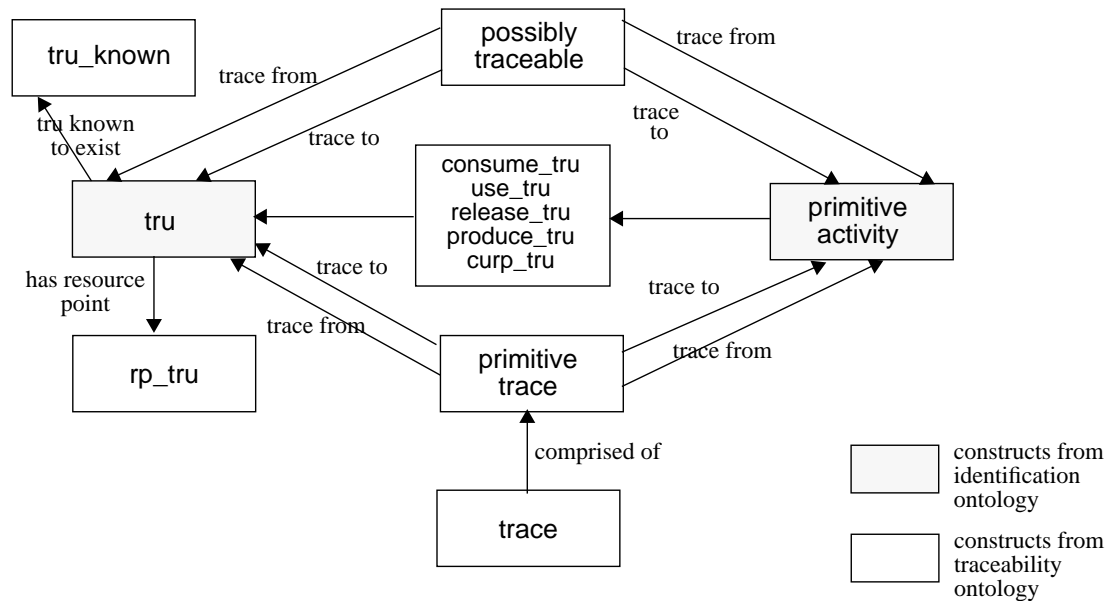 possibly
traceable
tru_known
trace from
trace from
tru known
to exist
trace to
trace
to
consume_tru
use_tru
release_tru
produce_tru
curp_tru
tru
primitive
activity
has resource
point
trace to
trace from
trace to
trace from
rp_tru
primitive
trace
comprised of
trace
constructs from
identification
ontology
constructs from
traceability
ontology